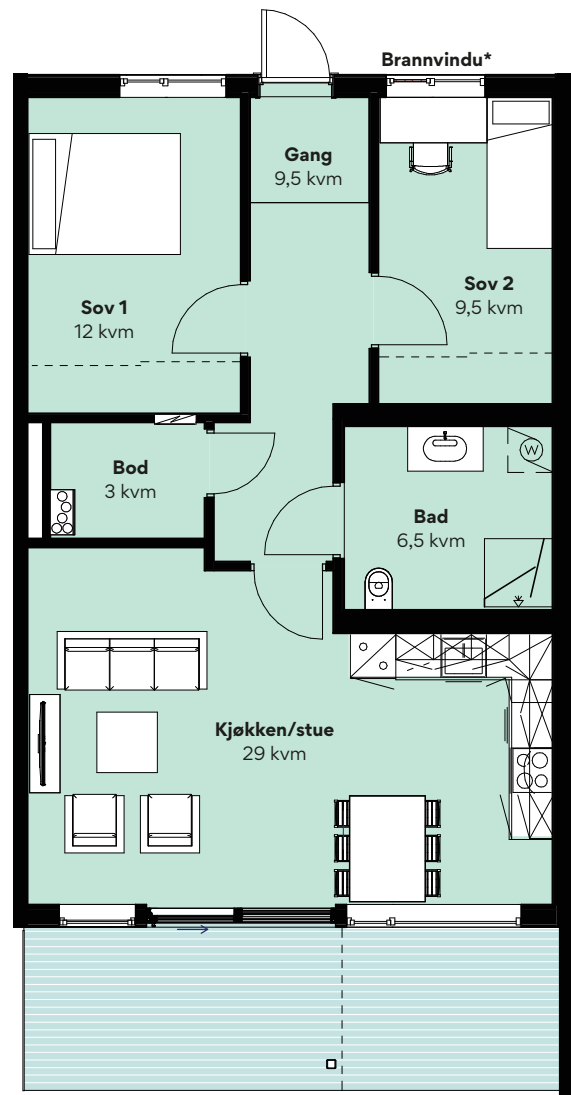 Brannvindu*
Gang
9,5 kvm
Sov 1
12 kvm
Sov 2
9,5 kvm
Bod
3 kvm
W
Bad
6,5 kvm
Kjøkken/stue
29 kvm